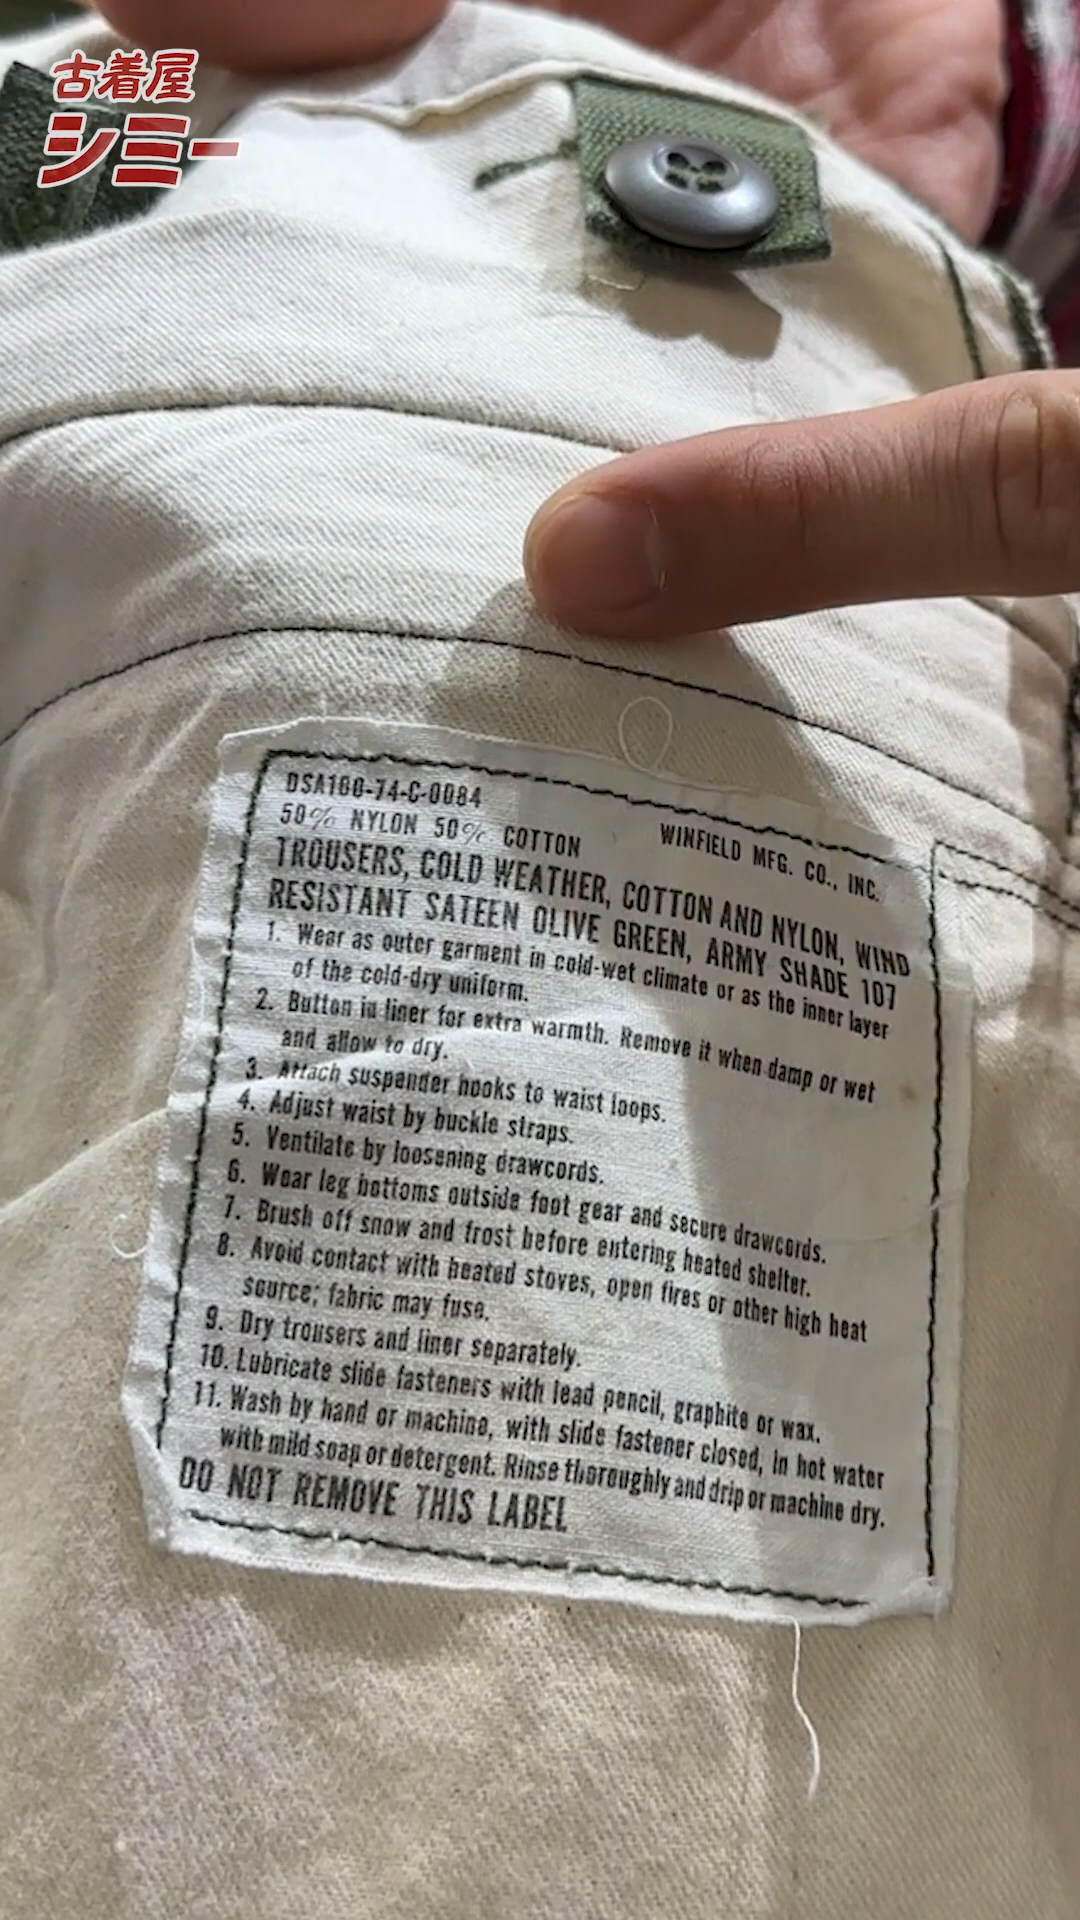 古着屋
シミー
DSA100-74-C-0084
50% NYLON 50% COTTON WINFIELD MFG. CO., INC.
TROUSERS, COLD WEATHER, COTTON AND NYLON, WIND
RESISTANT SATEEN OLIVE GREEN, ARMY SHADE 107
1. Wear as outer garment in cold-wet climate or as the inner layer
of the cold-dry uniform.
2. Button in liner for extra warmth. Remove it when damp or wet
and allow to dry.
3. Attach suspender hooks to waist loops.
4. Adjust waist by buckle straps.
5. Ventilate by loosening drawcords.
6. Wear leg bottoms outside foot gear and secure drawcords.
7. Brush off snow and frost before entering heated shelter.
8. Avoid contact with heated stoves, open fires or other high heat
source; fabric may fuse.
9. Dry trousers and liner separately.
10. Lubricate slide fasteners with lead pencil, graphite or wax.
11. Wash by hand or machine, with slide fastener closed, in hot water
with mild soap or detergent. Rinse thoroughly and drip or machine dry.
DO NOT REMOVE THIS LABEL